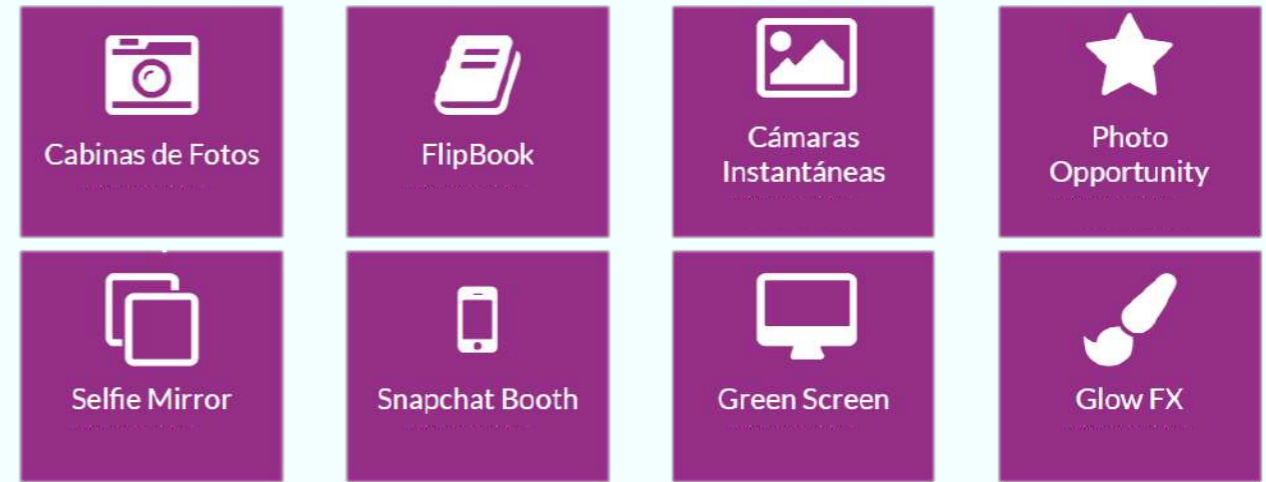 Cabinas de Fotos
FlipBook
Cámaras
Instantáneas
Photo
Opportunity
Selfie Mirror
Snapchat Booth
Green Screen
Glow FX